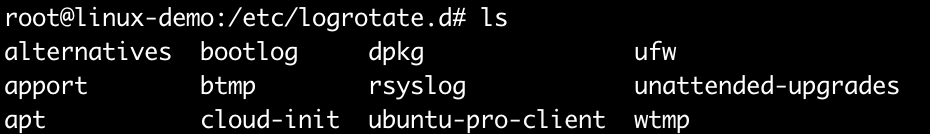 root@linux-demo:/etc/logrotate.d# ls
alternatives  bootlog     dpkg               ufw
apport        btmp        rsyslog            unattended-upgrades
apt           cloud-init  ubuntu-pro-client  wtmp